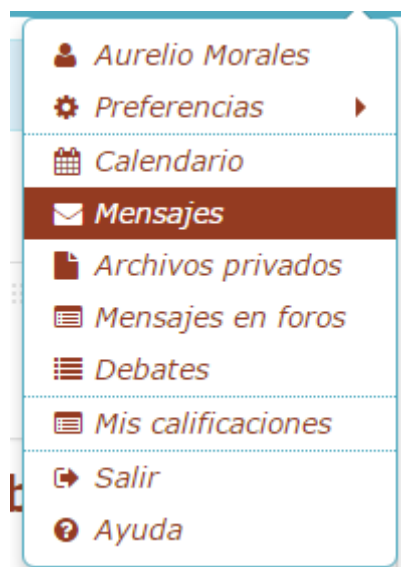 Aurelio Morales
Preferencias
Calendario
Mensajes
Archivos privados
Mensajes en foros
Debates
Mis calificaciones
Salir
Ayuda